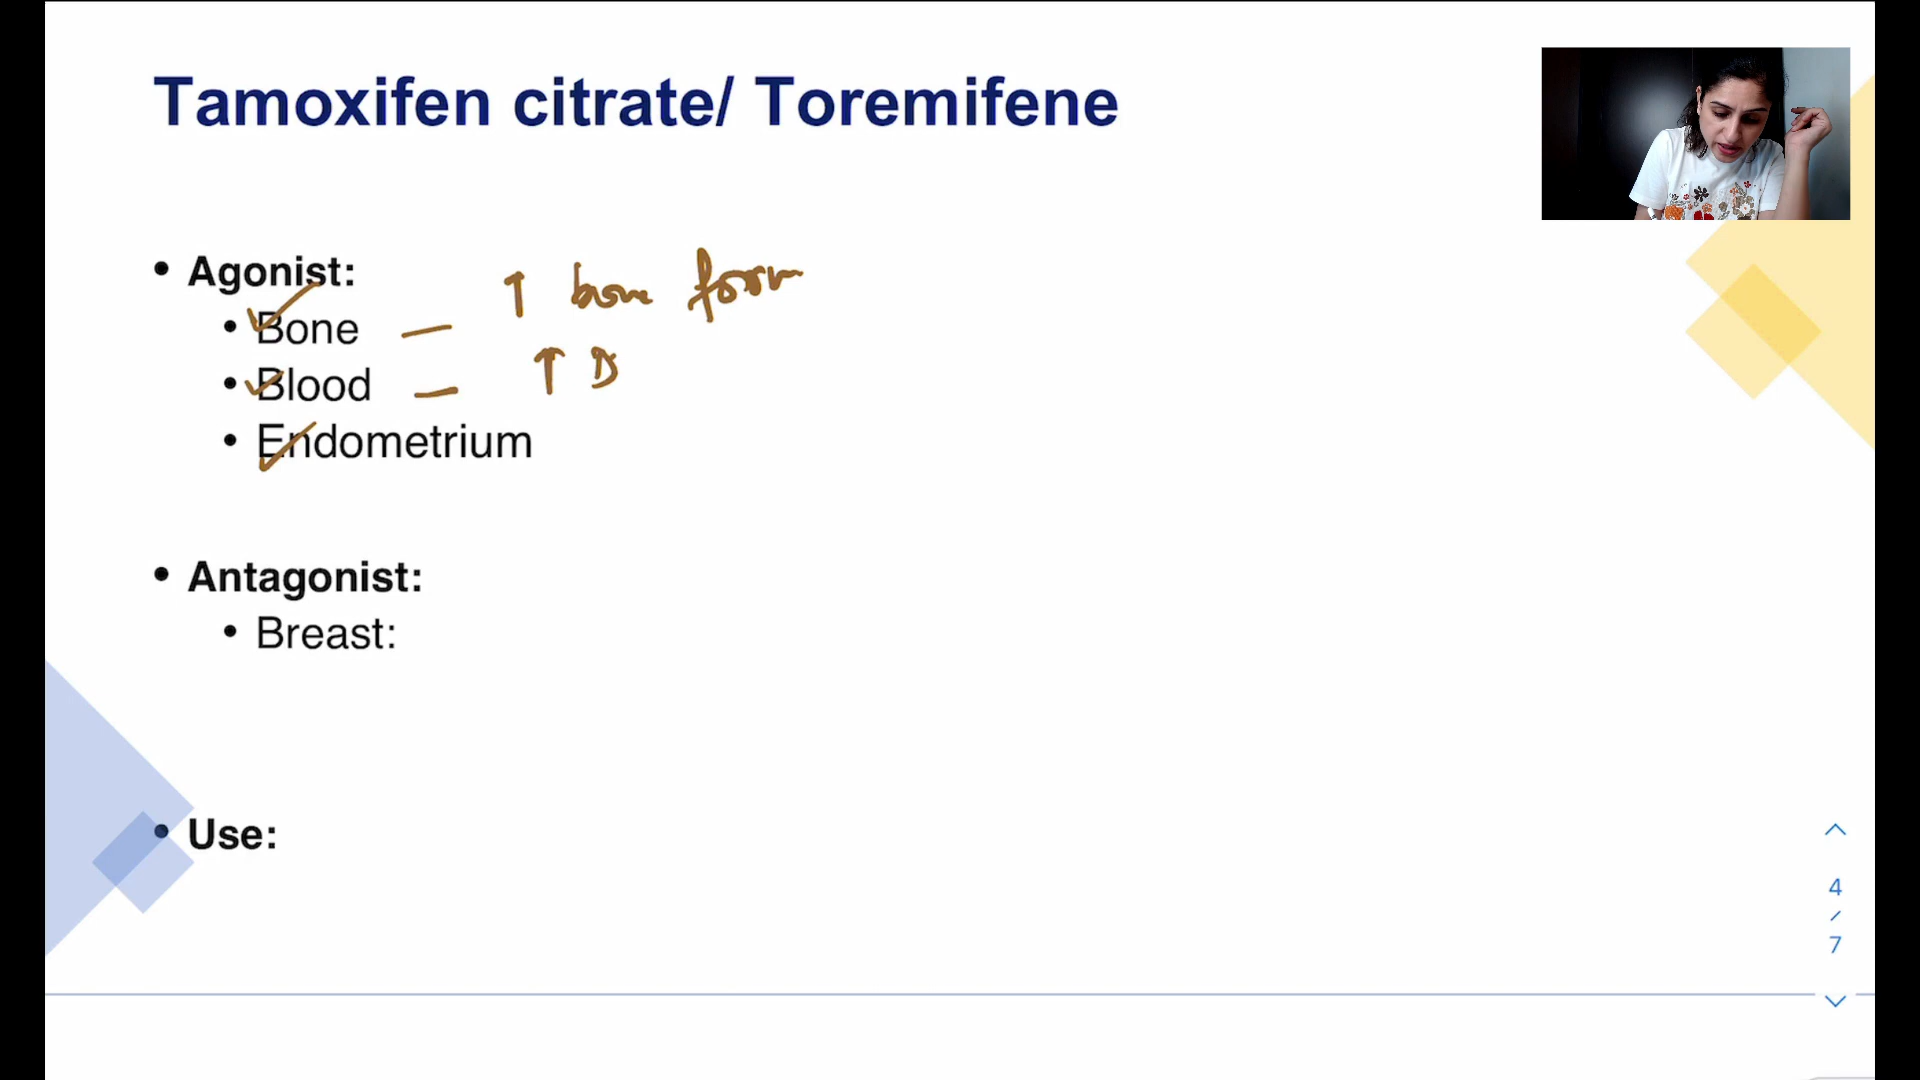 Tamoxifen citrate/ Toremifene
• Agonist:
• Bone — ↑ bone form
• Blood — ↑ D
• Endometrium
• Antagonist:
• Breast:
• Use:
4
/
7